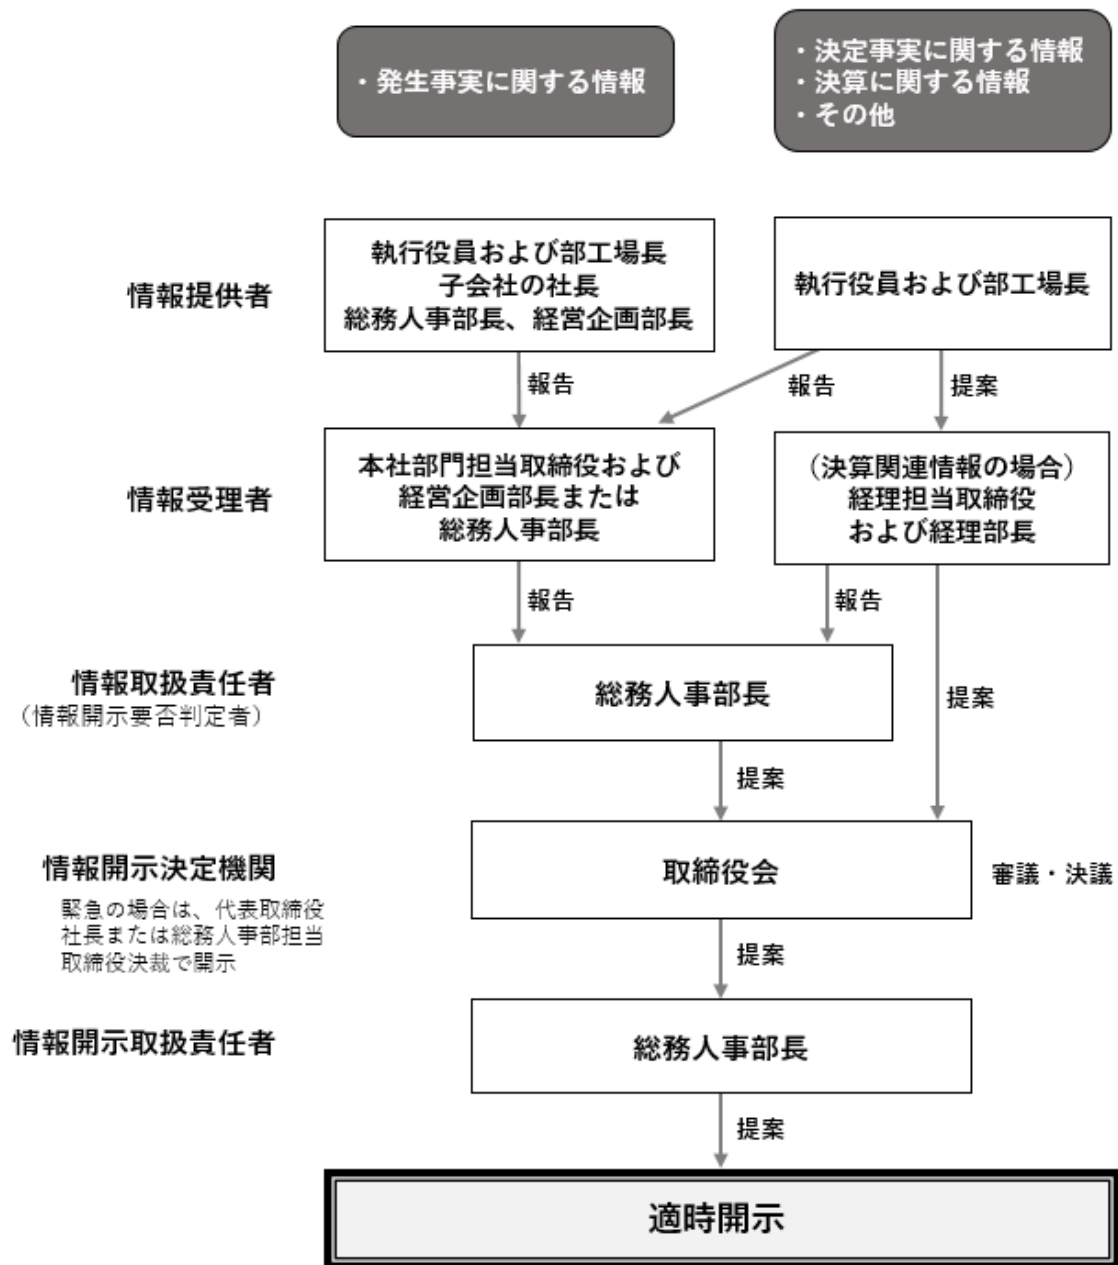 ・発生事実に関する情報
・決定事実に関する情報
・決算に関する情報
・その他
情報提供者
執行役員および部工場長
子会社の社長
総務人事部長、経営企画部長
執行役員および部工場長
報告
報告
提案
情報受理者
本社部門担当取締役および
経営企画部長または
総務人事部長
（決算関連情報の場合）
経理担当取締役
および経理部長
報告
報告
提案
情報取扱責任者
（情報開示要否判定者）
総務人事部長
提案
情報開示決定機関
緊急の場合は、代表取締役
社長または総務人事部担当
取締役決裁で開示
取締役会
審議・決議
提案
情報開示取扱責任者
総務人事部長
提案
適時開示